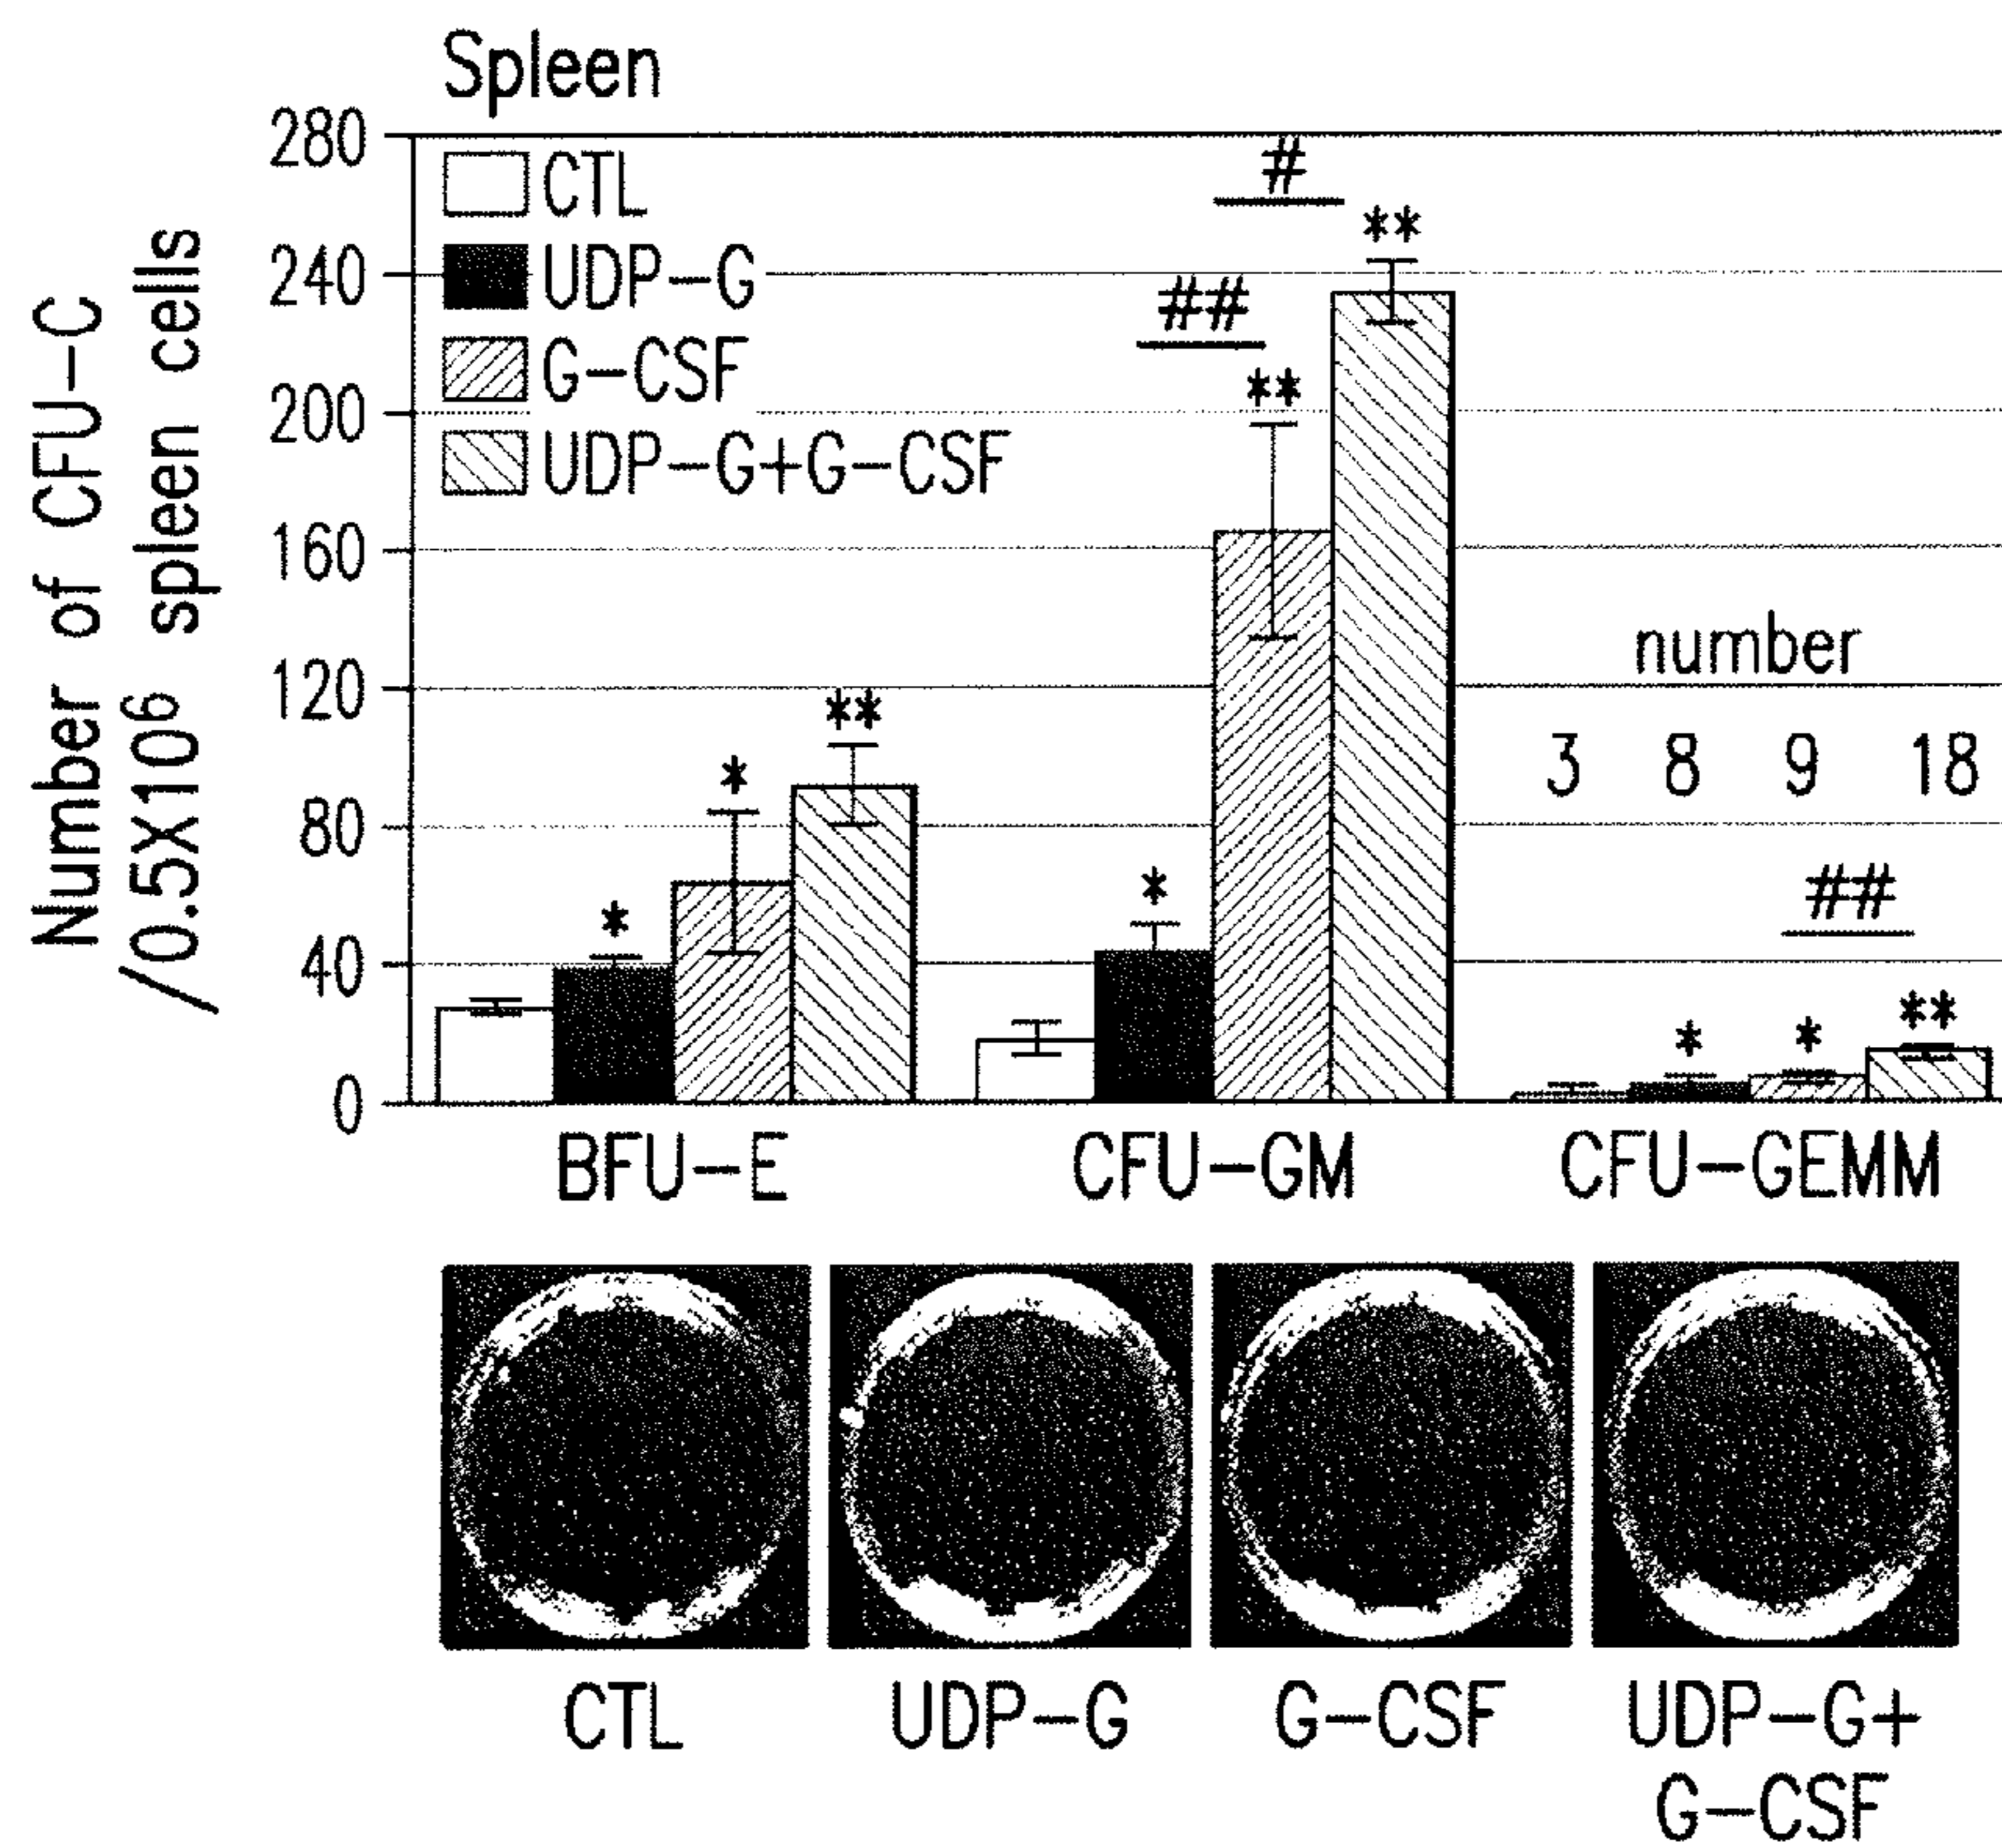 Spleen
Number of CFU-C
/0.5X10⁶ spleen cells
280
240
200
160
120
80
40
0
CTL
UDP-G
G-CSF
UDP-G+G-CSF
#
**
##
**
number
3 8 9 18
**
*
*
*
##
**
*
*
BFU-E CFU-GM CFU-GEMM
CTL UDP-G G-CSF UDP-G+
G-CSF